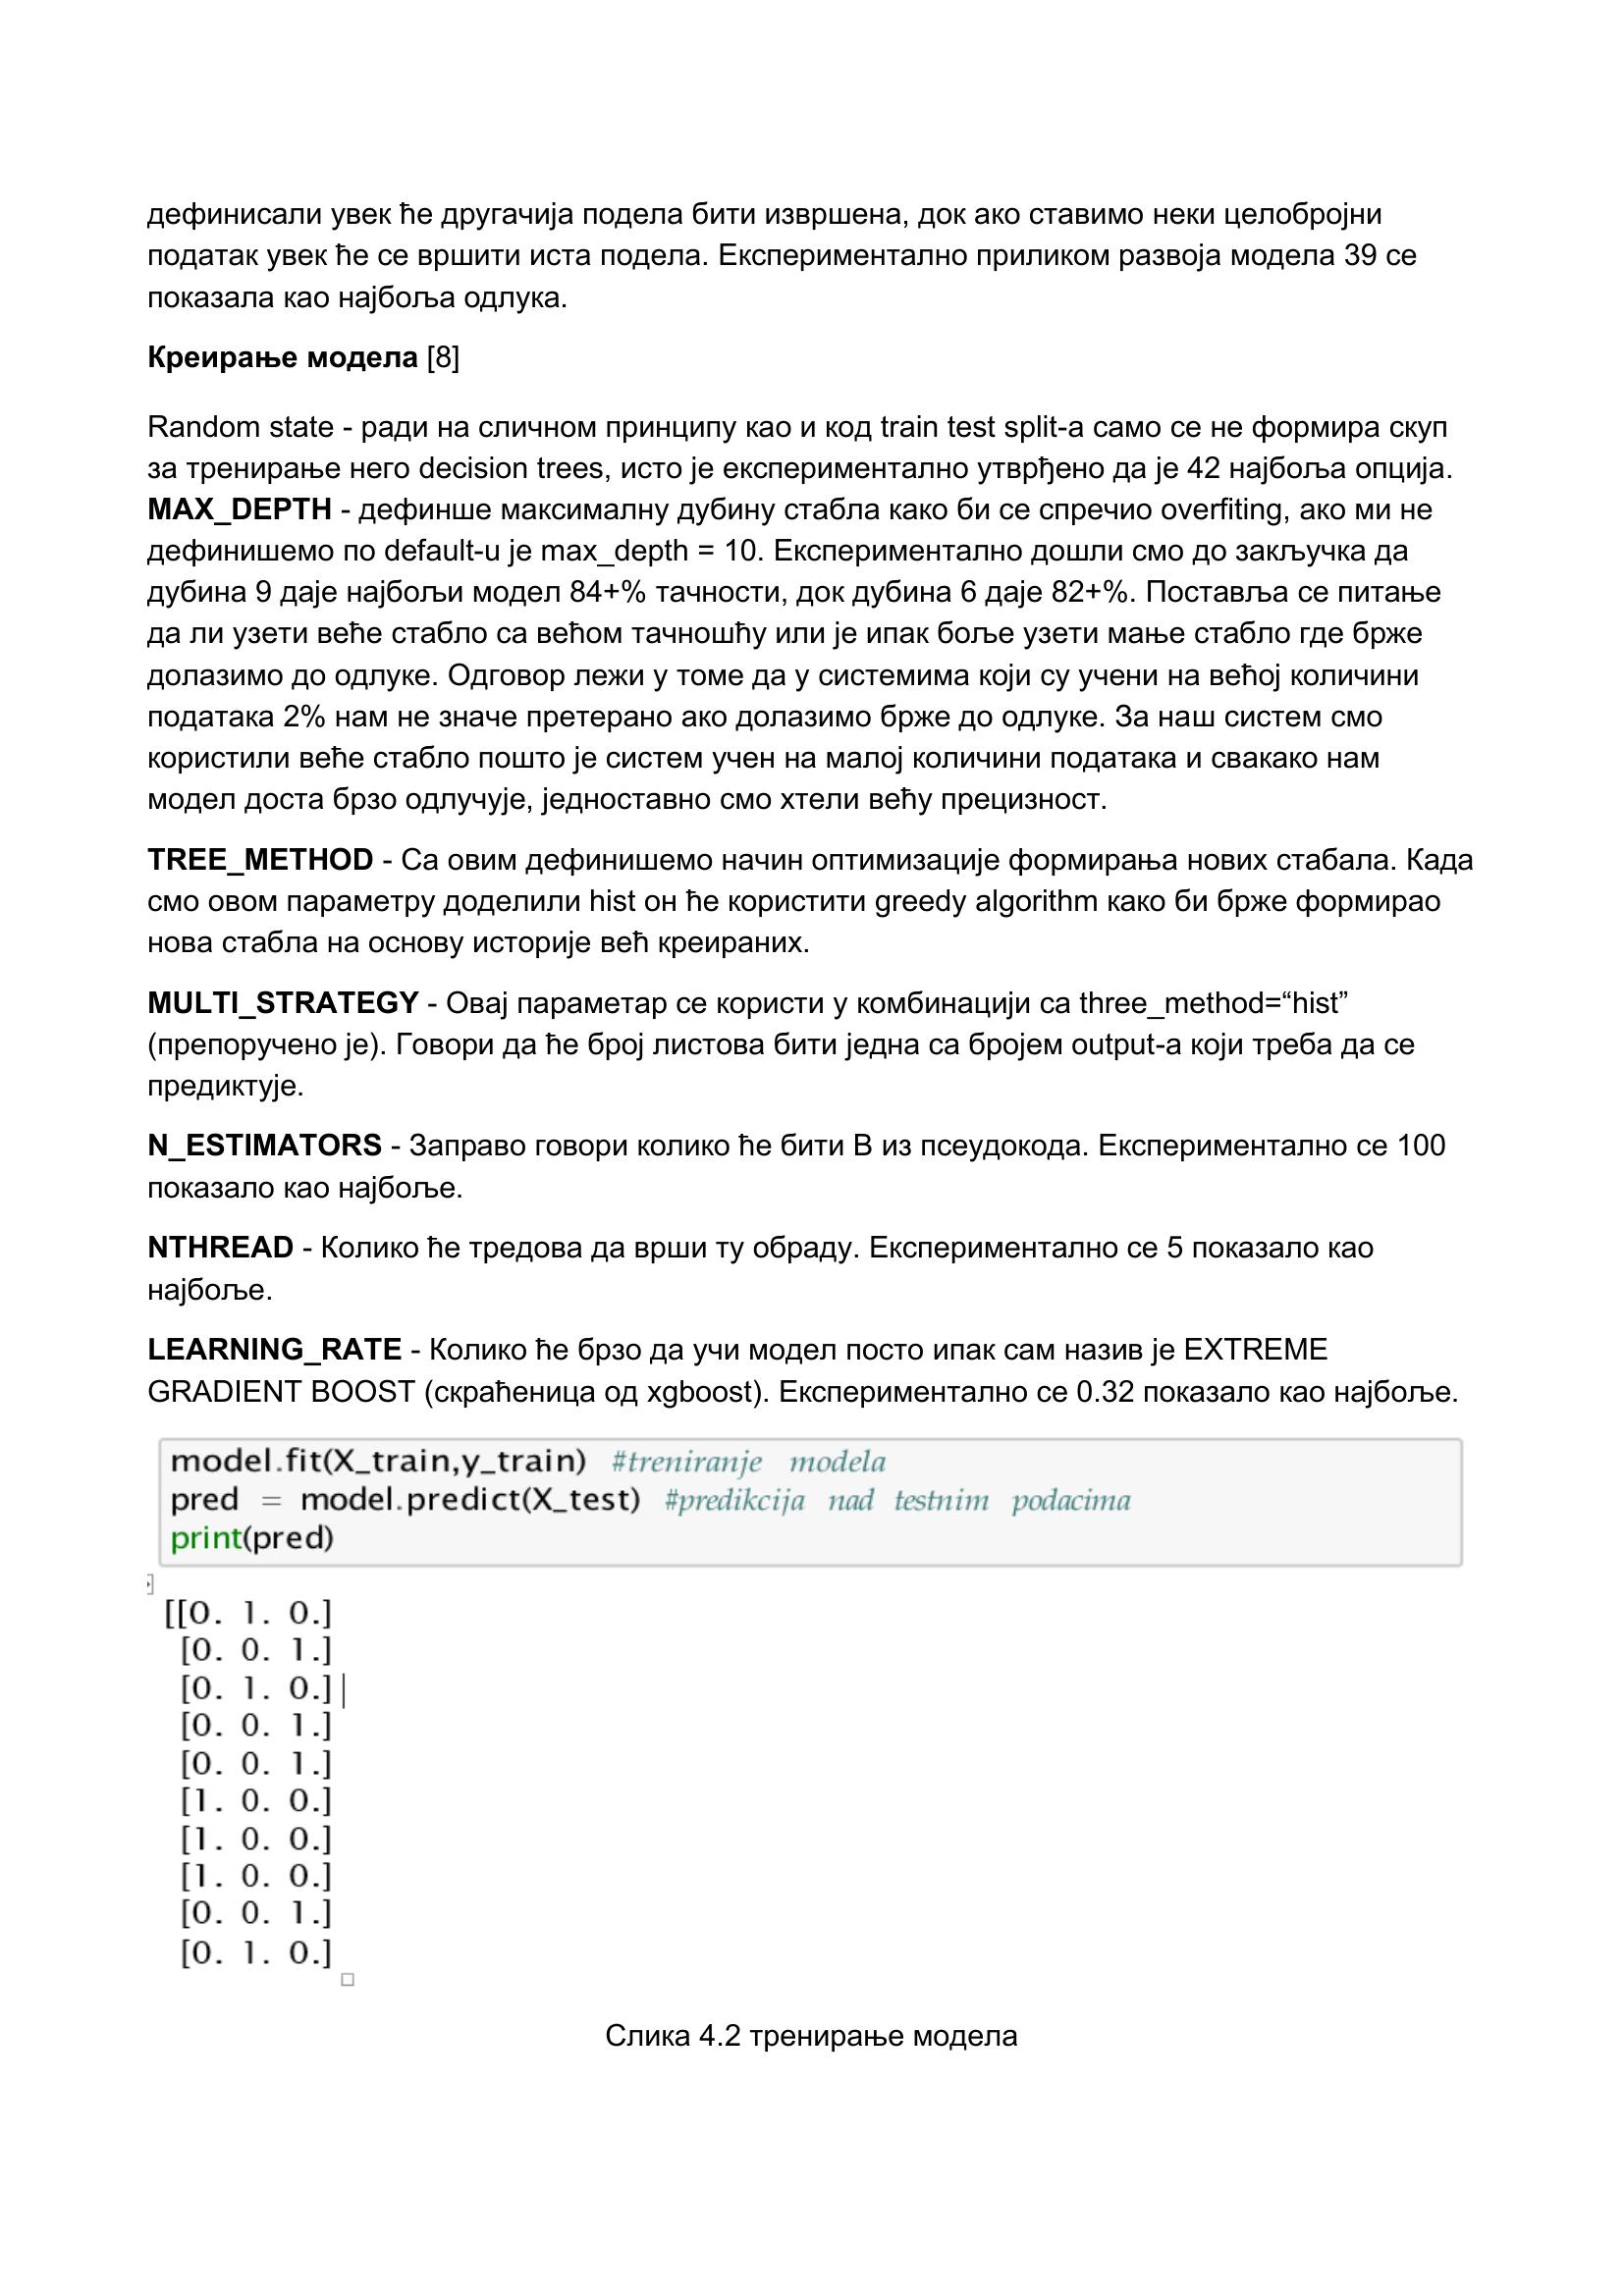 дефинисали увек ће другачија подела бити извршена, док ако ставимо неки целобројни
податак увек ће се вршити иста подела. Експериментално приликом развоја модела 39 се
показала као најбоља одлука.
Креирање модела [8]
Random state - ради на сличном принципу као и код train test split-а само се не формира скуп
за тренирање него decision trees, исто је експериментално утврђено да је 42 најбоља опција.
MAX_DEPTH - дефинше максималну дубину стабла како би се спречио overfiting, ако ми не
дефинишемо по default-u је max_depth = 10. Експериментално дошли смо до закључка да
дубина 9 даје најбољи модел 84+% тачности, док дубина 6 даје 82+%. Поставља се питање
да ли узети веће стабло са већом тачношћу или је ипак боље узети мање стабло где брже
долазимо до одлуке. Одговор лежи у томе да у системима који су учени на већој количини
података 2% нам не значе претерано ако долазимо брже до одлуке. За наш систем смо
користили веће стабло пошто је систем учен на малој количини података и свакако нам
модел доста брзо одлучује, једноставно смо хтели већу прецизност.
TREE_METHOD - Са овим дефинишемо начин оптимизације формирања нових стабала. Када
смо овом параметру доделили hist он ће користити greedy algorithm како би брже формирао
нова стабла на основу историје већ креираних.
MULTI_STRATEGY - Овај параметар се користи у комбинацији са three_method=“hist”
(препоручено је). Говори да ће број листова бити једна са бројем output-а који треба да се
предиктује.
N_ESTIMATORS - Заправо говори колико ће бити B из псеудокода. Експериментално се 100
показало као најбоље.
NTHREAD - Колико ће тредова да врши ту обраду. Експериментално се 5 показало као
најбоље.
LEARNING_RATE - Колико ће брзо да учи модел посто ипак сам назив је EXTREME
GRADIENT BOOST (скраћеница од xgboost). Експериментално се 0.32 показало као најбоље.
model.fit(X_train,y_train) #treniranje modela
pred = model.predict(X_test) #predikcija nad testnim podacima
print(pred)
[[0. 1. 0.]
[0. 0. 1.]
[0. 1. 0.]
[0. 0. 1.]
[0. 0. 1.]
[1. 0. 0.]
[1. 0. 0.]
[1. 0. 0.]
[0. 0. 1.]
[0. 1. 0.]
Слика 4.2 тренирање модела